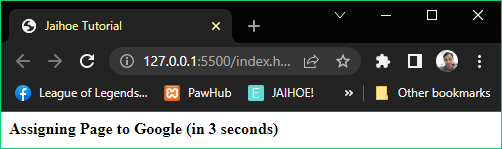 Jaihoe Tutorial
127.0.0.1:5500/index.h...
League of Legends... PawHub E JAIHOE! » Other bookmarks
Assigning Page to Google (in 3 seconds)